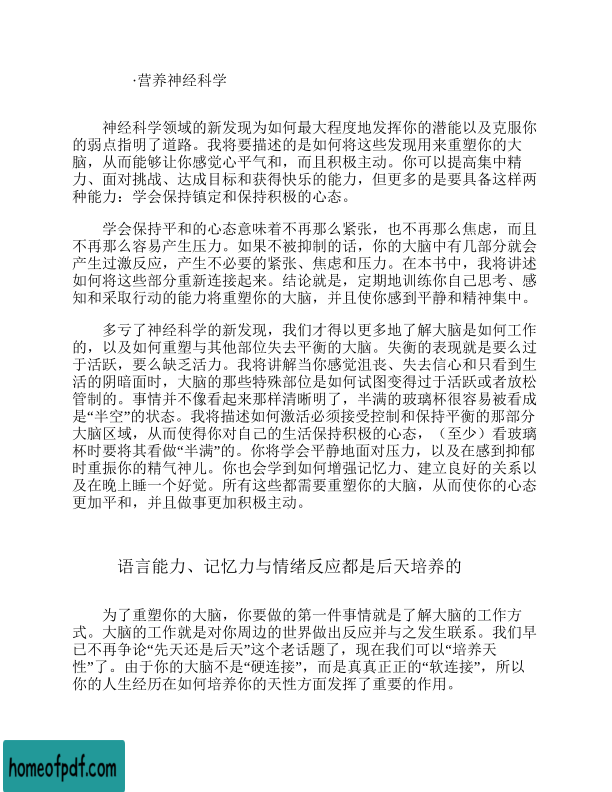 ·营养神经科学
神经科学领域的新发现为如何最大程度地发挥你的潜能以及克服你
的弱点指明了道路。我将要描述的是如何将这些发现用来重塑你的大
脑，从而能够让你感觉心平气和，而且积极主动。你可以提高集中精
力、面对挑战、达成目标和获得快乐的能力，但更多的是要具备这样两
种能力：学会保持镇定和保持积极的心态。
学会保持平和的心态意味着不再那么紧张，也不再那么焦虑，而且
不再那么容易产生压力。如果不被抑制的话，你的大脑中有几部分就会
产生过激反应，产生不必要的紧张、焦虑和压力。在本书中，我将讲述
如何将这些部分重新连接起来。结论就是，定期地训练你自己思考、感
知和采取行动的能力将重塑你的大脑，并且使你感到平静和精神集中。
多亏了神经科学的新发现，我们才得以更多地了解大脑是如何工作
的，以及如何重塑与其他部位失去平衡的大脑。失衡的表现就是要么过
于活跃，要么缺乏活力。我将讲解当你感觉沮丧、失去信心和只看到生
活的阴暗面时，大脑的那些特殊部位是如何试图变得过于活跃或者放松
管制的。事情并不像看起来那样清晰明了，半满的玻璃杯很容易被看成
是“半空”的状态。我将描述如何激活必须接受控制和保持平衡的那部分
大脑区域，从而使得你对自己的生活保持积极的心态，（至少）看玻璃
杯时要将其看做“半满”的。你将学会平静地面对压力，以及在感到抑郁
时重振你的精气神儿。你也会学到如何增强记忆力、建立良好的关系以
及在晚上睡一个好觉。所有这些都需要重塑你的大脑，从而使你的心态
更加平和，并且做事更加积极主动。
语言能力、记忆力与情绪反应都是后天培养的
为了重塑你的大脑，你要做的第一件事情就是了解大脑的工作方
式。大脑的工作就是对你周边的世界做出反应并与之发生联系。我们早
已不再争论“先天还是后天”这个老话题了，现在我们可以“培养天
性”了。由于你的大脑不是“硬连接”，而是真真正正的“软连接”，所以
你的人生经历在如何培养你的天性方面发挥了重要的作用。
homeofpdf.com